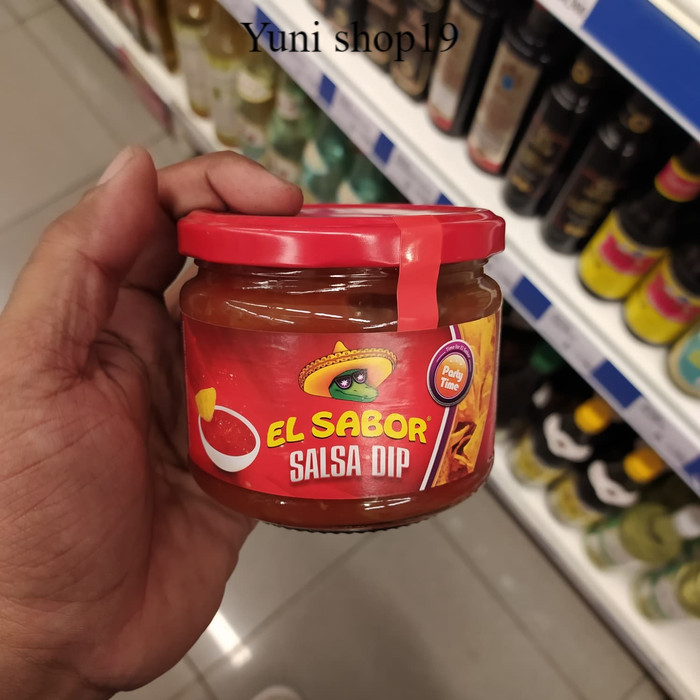 Yuni shop19
Party
Time
EL SABOR®
SALSA DIP